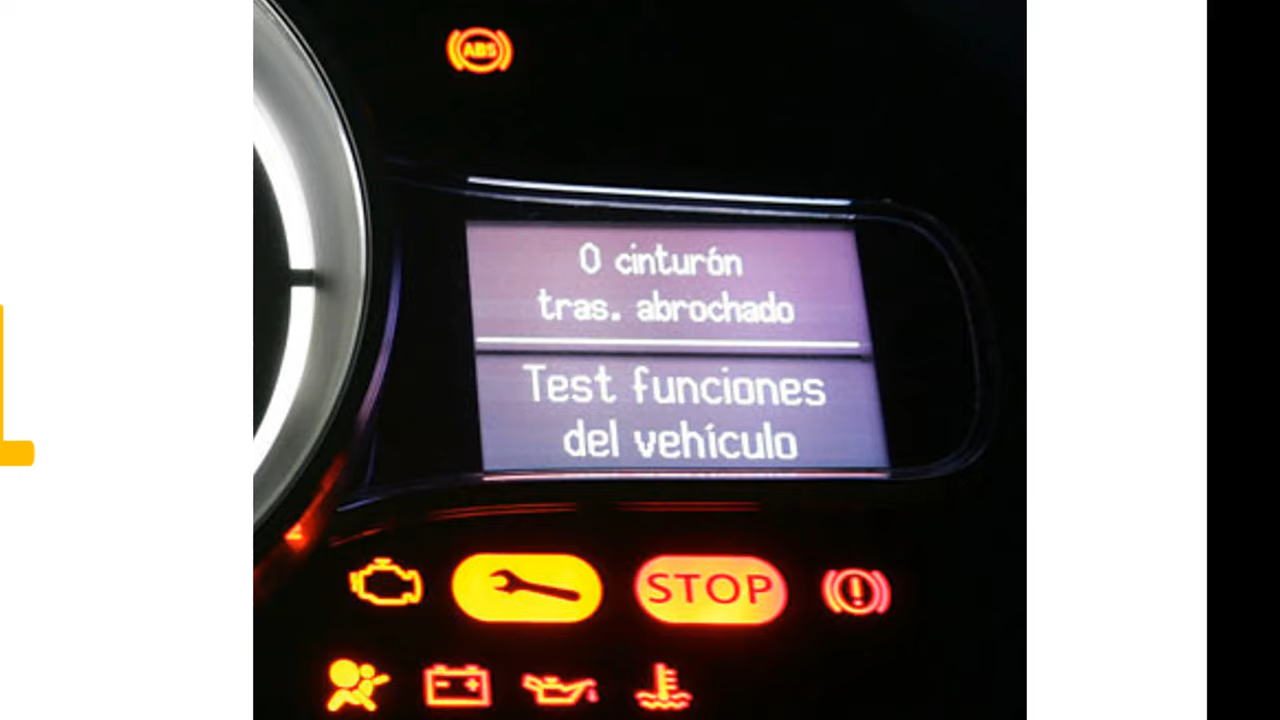 ABS
0 cinturón
tras. abrochado
Test funciones
del vehículo
STOP